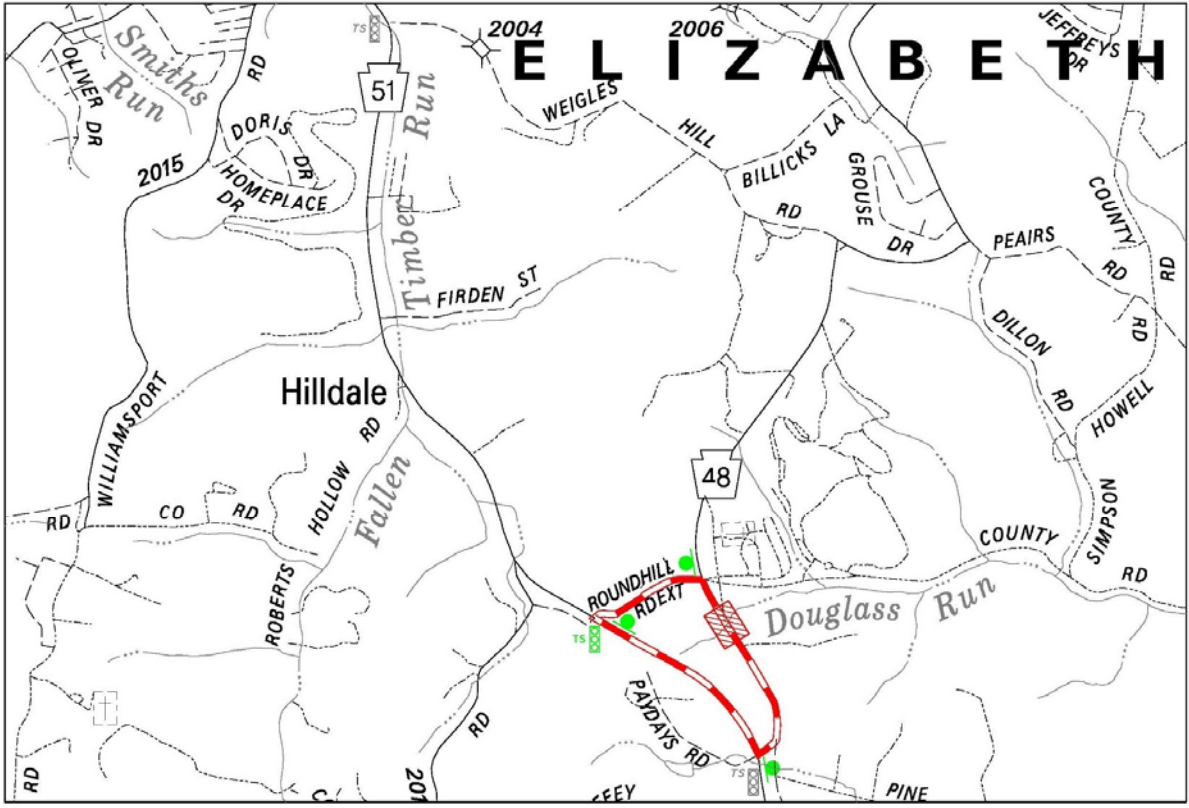 TS
2004
2006
ELIZABETH
JEFFREYS
DR
OLIVER DR
Smiths
Run
RD
51
Run
WEIGLES
HILL
BILLICKS LA
DORIS
DR
2015
HOMEPLACE
DR
GROUSE
DR
RD
COUNTY
RD
PEAIRS
RD
RD
Timber
FIRDEN ST
DILLON
RD
HOWELL
Hilldale
WILLIAMSPORT
RD
HOLLOW
Fallen
48
RD
CO RD
SIMPSON
COUNTY
RD
ROBERTS
ROUNDHILL
RD EXT
TS
Douglass Run
PAYDAYS RD
RD
TS
RD
201
FFEY
PINE